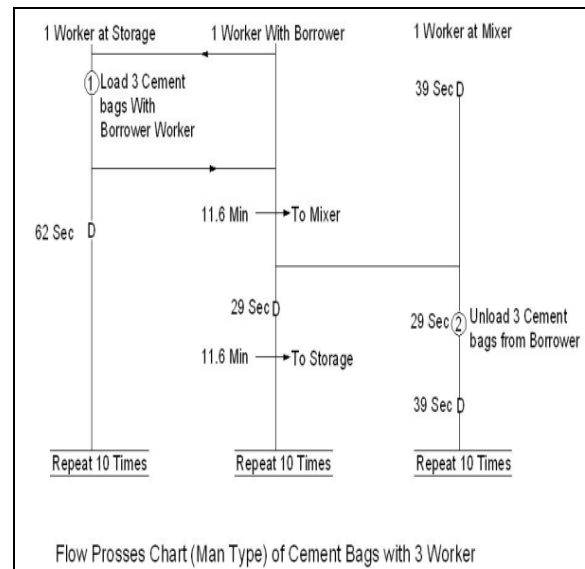 1 Worker at Storage
1 Worker With Borrower
1 Worker at Mixer
1 Load 3 Cement
bags With
Borrower Worker
39 Sec D
11.6 Min To Mixer
62 Sec D
29 Sec D
29 Sec 2 Unload 3 Cement
bags from Borrower
11.6 Min To Storage
39 Sec D
Repeat 10 Times
Repeat 10 Times
Repeat 10 Times
Flow Prosses Chart (Man Type) of Cement Bags with 3 Worker